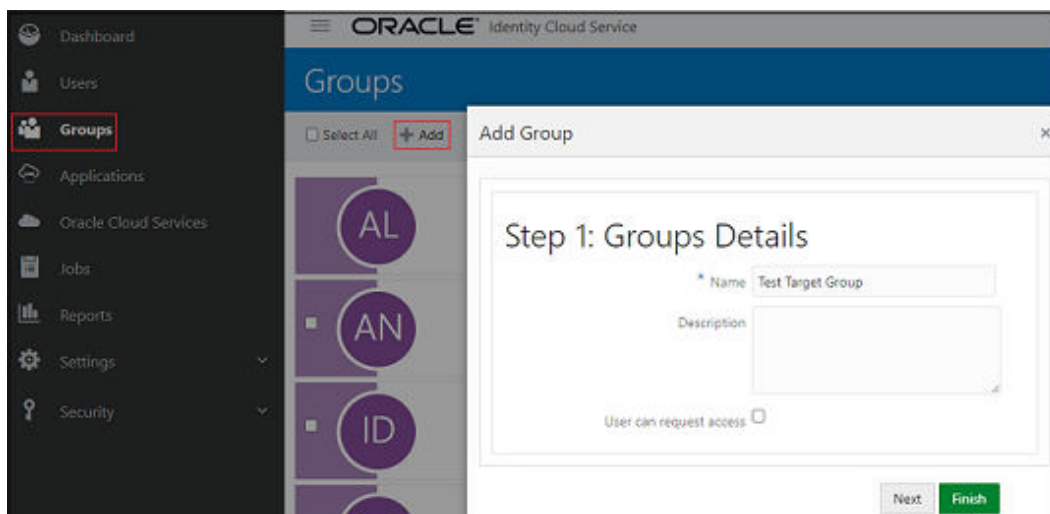 Dashboard
Users
Groups
Applications
Oracle Cloud Services
Jobs
Reports
Settings
Security
ORACLE® Identity Cloud Service
Groups
Select All + Add
AL
AN
ID
Add Group ×
Step 1: Groups Details
* Name Test Target Group
Description
User can request access
Next Finish